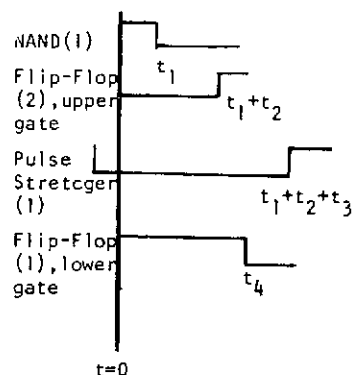 NAND(1)
t1
Flip-Flop
(2),upper
gate
t1+t2
Pulse
Stretcger
(1)
t1+t2+t3
Flip-Flop
(1),lower
gate
t4
t=0